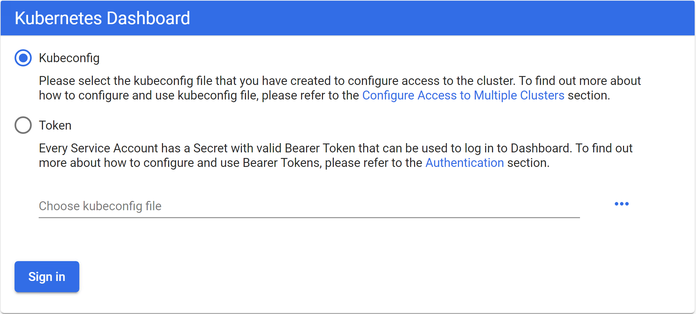 Kubernetes Dashboard
Kubeconfig
Please select the kubeconfig file that you have created to configure access to the cluster. To find out more about
how to configure and use kubeconfig file, please refer to the Configure Access to Multiple Clusters section.
Token
Every Service Account has a Secret with valid Bearer Token that can be used to log in to Dashboard. To find out
more about how to configure and use Bearer Tokens, please refer to the Authentication section.
Choose kubeconfig file
Sign in